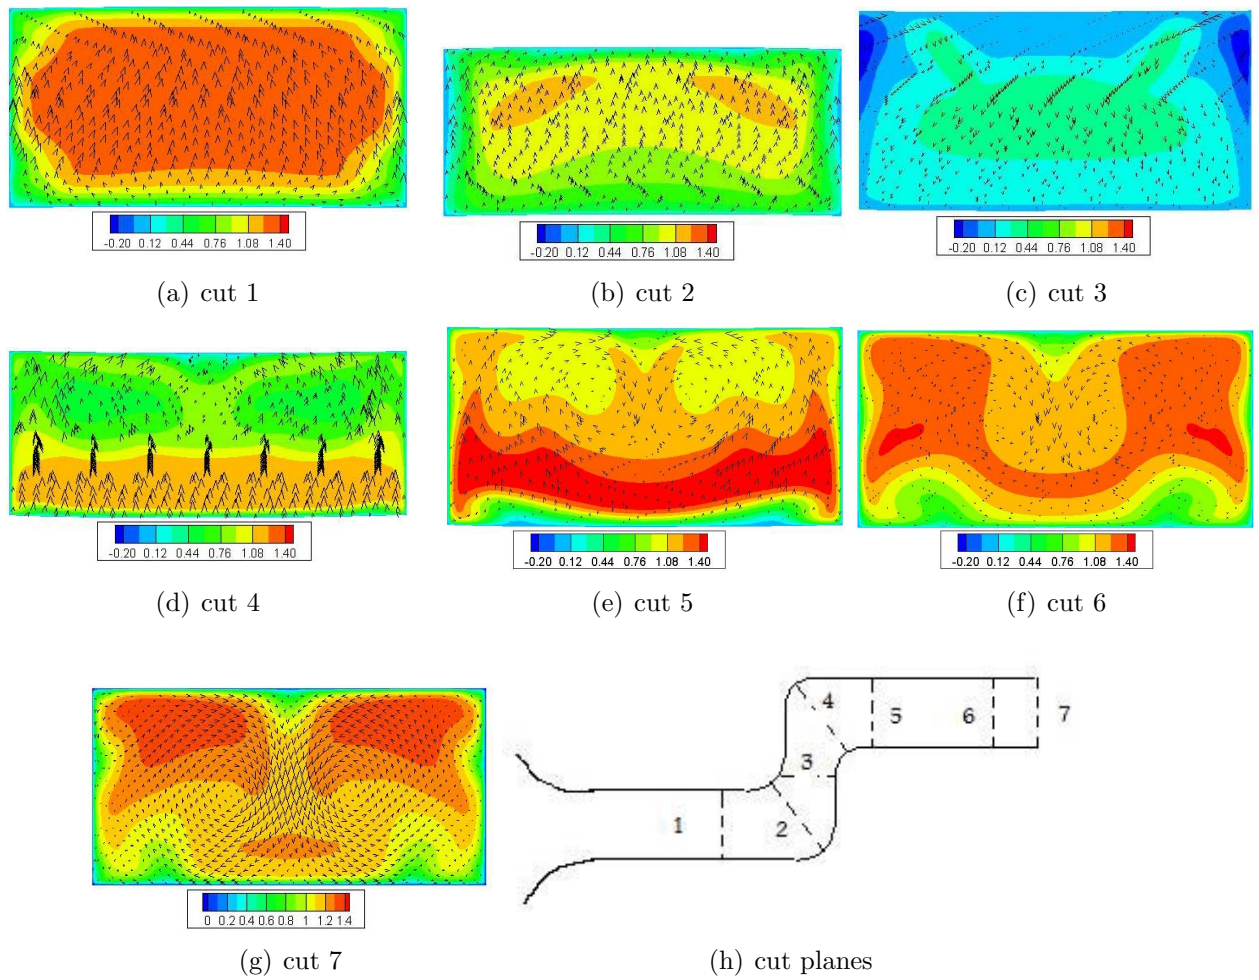 -0.20 0.12 0.44 0.76 1.08 1.40
-0.20 0.12 0.44 0.76 1.08 1.40
-0.20 0.12 0.44 0.76 1.08 1.40
(a) cut 1
(b) cut 2
(c) cut 3
-0.20 0.12 0.44 0.76 1.08 1.40
-0.20 0.12 0.44 0.76 1.08 1.40
-0.20 0.12 0.44 0.76 1.08 1.40
(d) cut 4
(e) cut 5
(f) cut 6
0 0.2 0.4 0.6 0.8 1 1.2 1.4
4
5
6
7
3
1
2
(g) cut 7
(h) cut planes